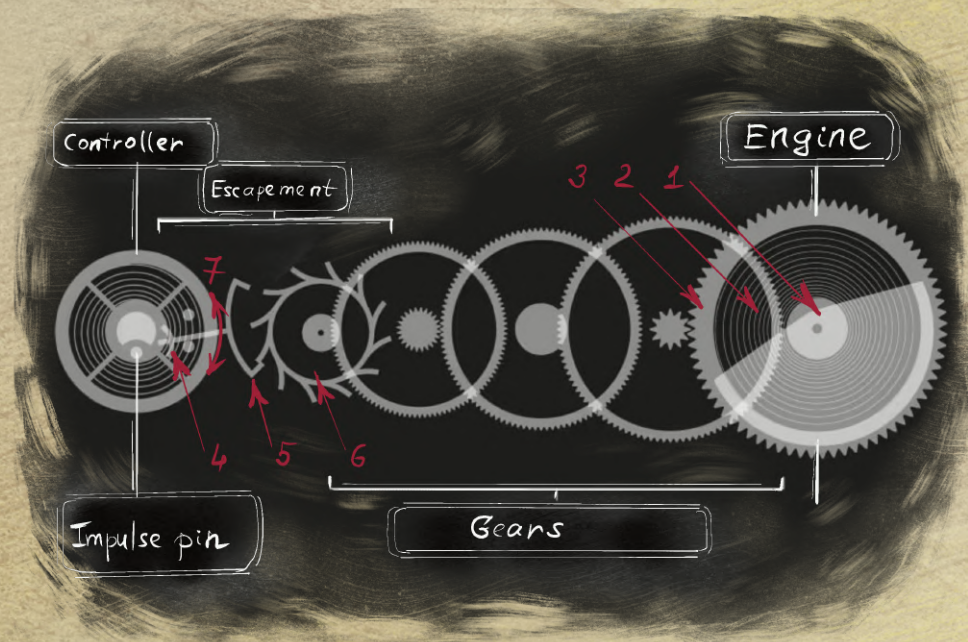 Controller
Engine
Escapement
3 2 1
7
4 5 6
Impulse pin
Gears